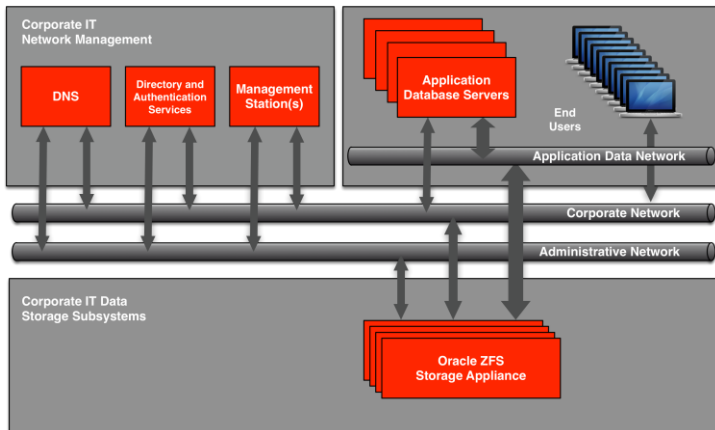 Corporate IT
Network Management
DNS
Directory and
Authentication
Services
Management
Station(s)
Application
Database Servers
End
Users
Application Data Network
Corporate Network
Administrative Network
Corporate IT Data
Storage Subsystems
Oracle ZFS
Storage Appliance